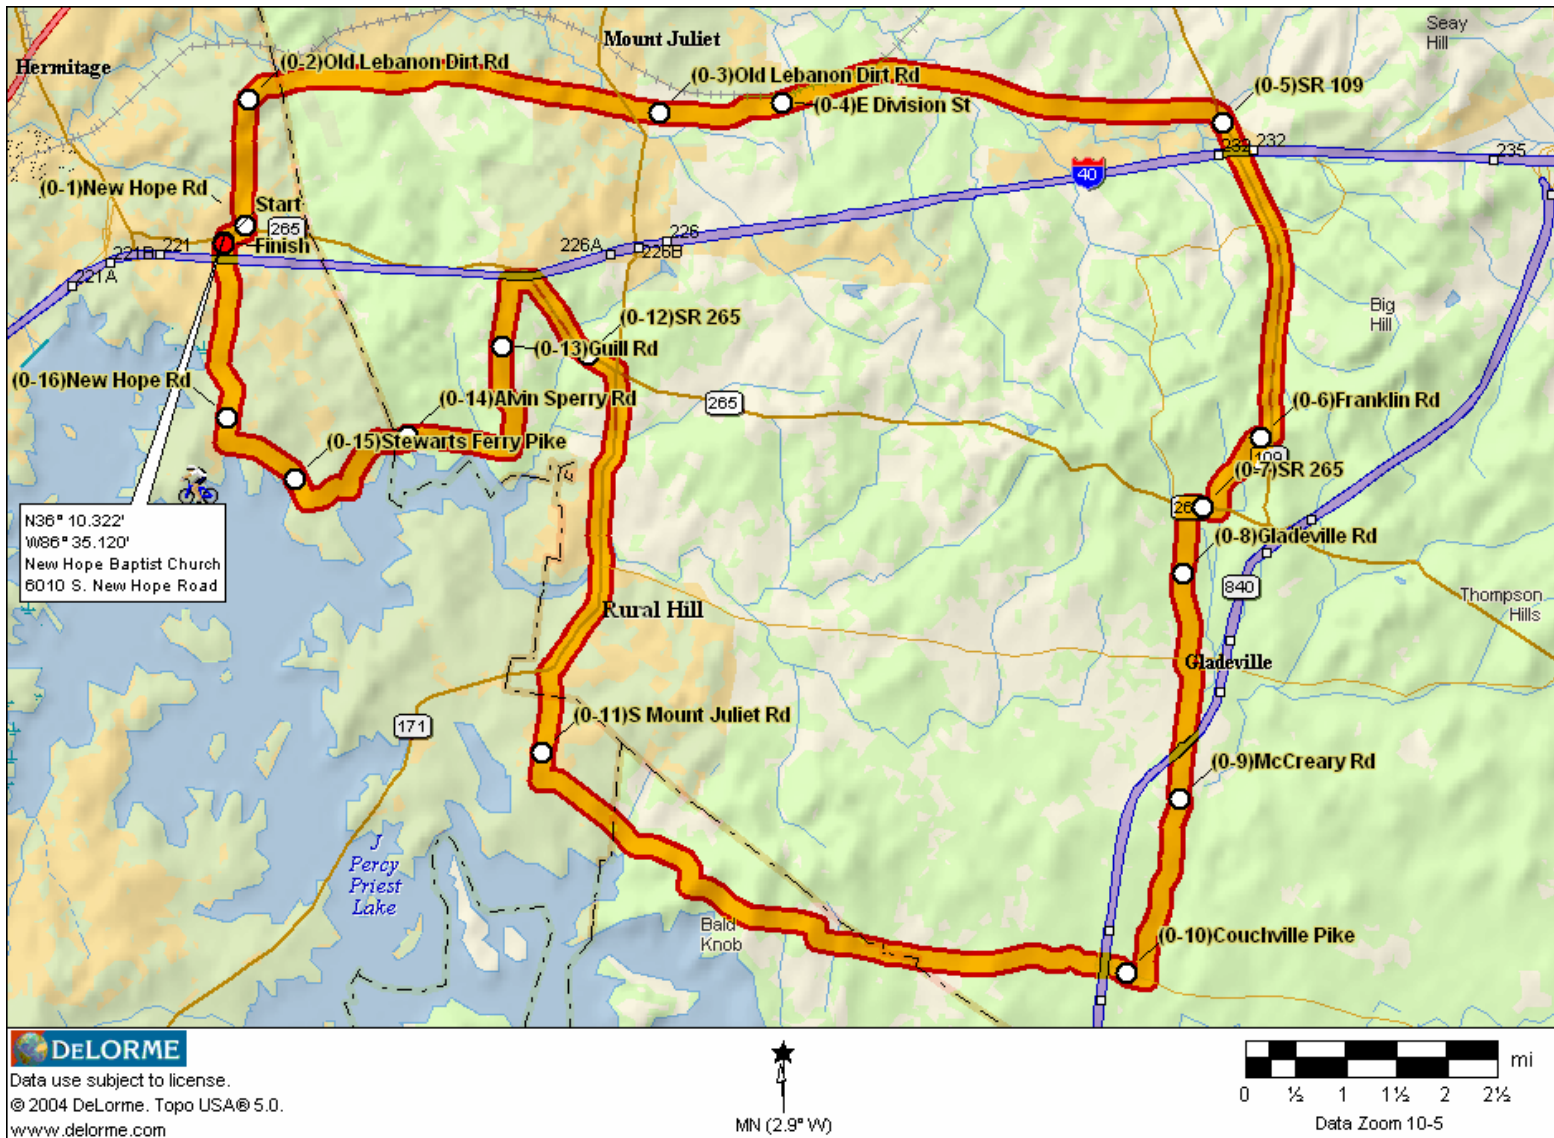 Seay
Hill
Mount Juliet
Hermitage
(0-2)Old Lebanon Dirt Rd
(0-3)Old Lebanon Dirt Rd
(0-4)E Division St
(0-5)SR 109
232
232
235
40
(0-1)New Hope Rd
Start
265
Finish
221A
221B
221
226A
226
226B
Big
Hill
(0-12)SR 265
(0-13)Guill Rd
(0-16)New Hope Rd
(0-14)Alvin Sperry Rd
265
(0-6)Franklin Rd
(0-15)Stewarts Ferry Pike
109
(0-7)SR 265
26
N36° 10.322'
W86° 35.120'
New Hope Baptist Church
6010 S. New Hope Road
(0-8)Gladeville Rd
840
Thompson
Hills
Rural Hill
Gladeville
171
(0-11)S Mount Juliet Rd
(0-9)McCreary Rd
J
Percy
Priest
Lake
Bald
Knob
(0-10)Couchville Pike
DELORME
Data use subject to license.
© 2004 DeLorme. Topo USA® 5.0.
www.delorme.com
MN (2.9° W)
mi
0 ½ 1 1½ 2 2½
Data Zoom 10-5